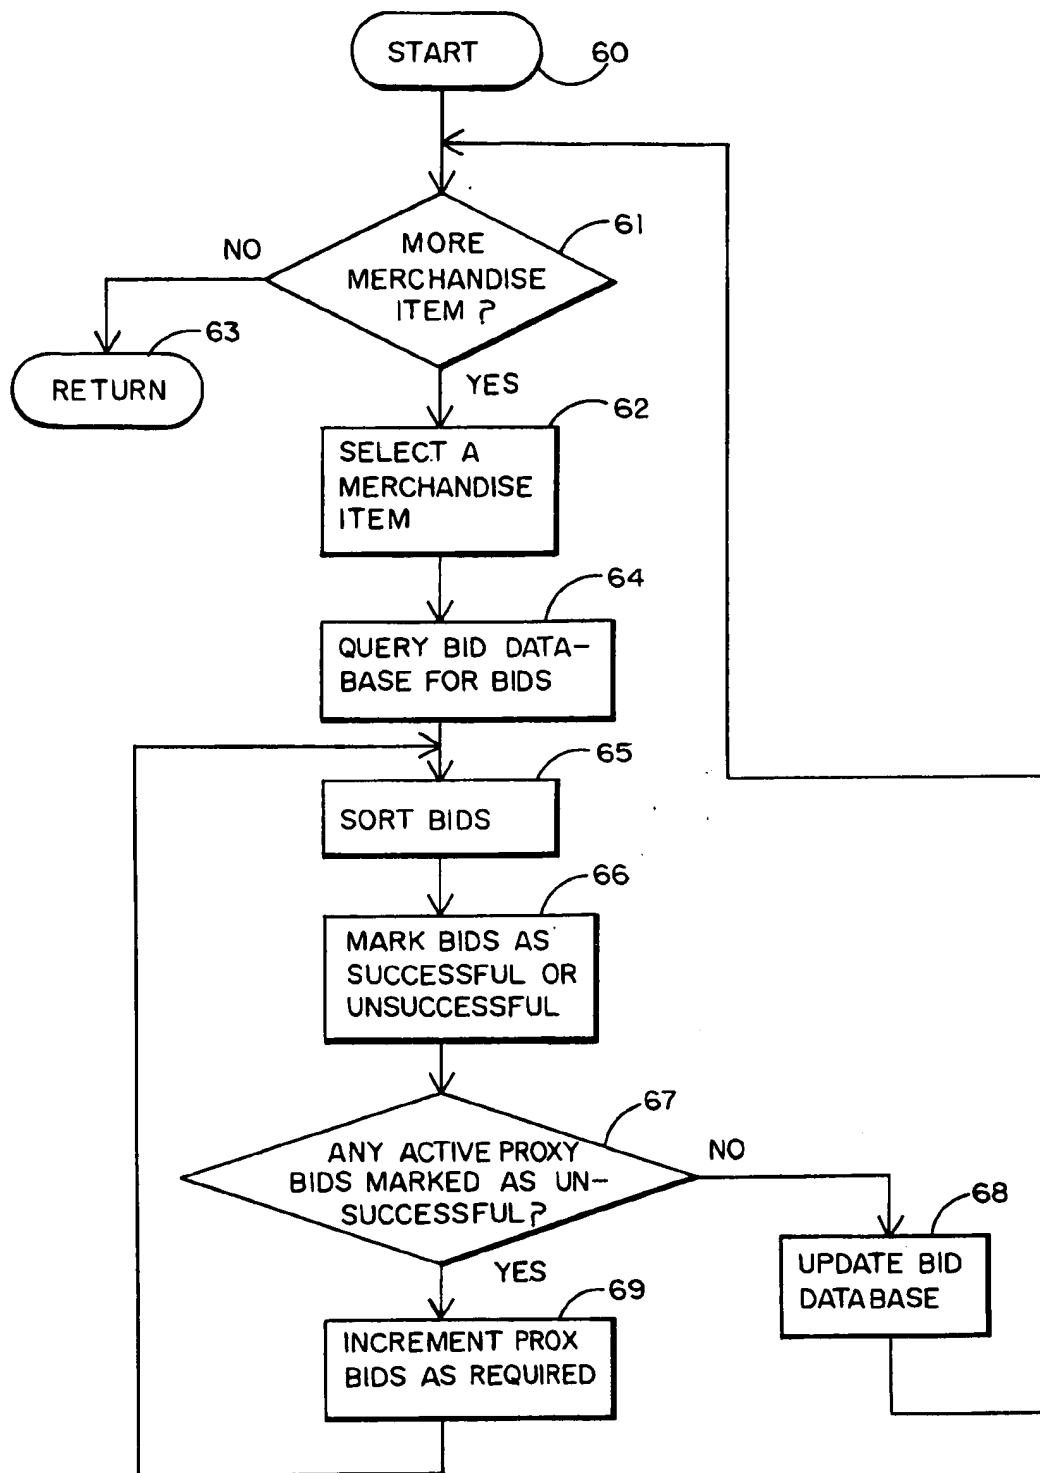 START
60
61
MORE
MERCHANDISE
ITEM ?
NO
63
RETURN
YES
62
SELECT A
MERCHANDISE
ITEM
64
QUERY BID DATA-
BASE FOR BIDS
65
SORT BIDS
66
MARK BIDS AS
SUCCESSFUL OR
UNSUCCESSFUL
67
ANY ACTIVE PROXY
BIDS MARKED AS UN-
SUCCESSFUL?
NO
68
UPDATE BID
DATABASE
YES
69
INCREMENT PROX
BIDS AS REQUIRED